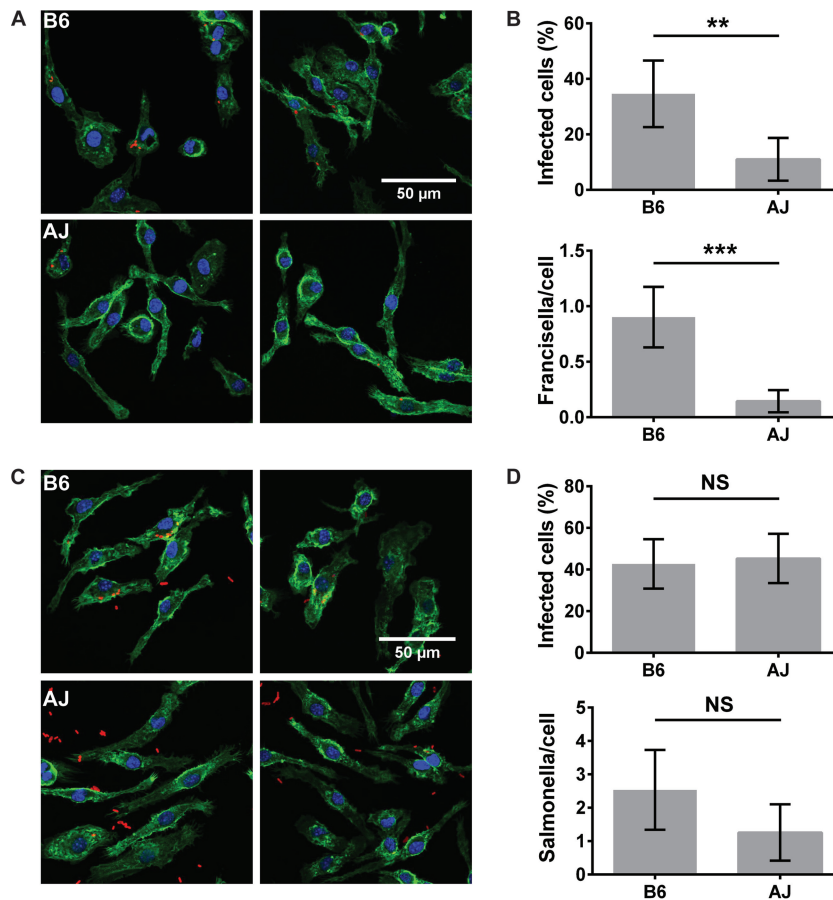 A
B6
50 µm
AJ
B
Infected cells (%)
60
40
20
0
**
B6
AJ
Francisella/cell
1.5
1.0
0.5
0.0
***
B6
AJ
C
B6
50 µm
AJ
D
Infected cells (%)
80
60
40
20
0
NS
B6
AJ
Salmonella/cell
5
4
3
2
1
0
NS
B6
AJ